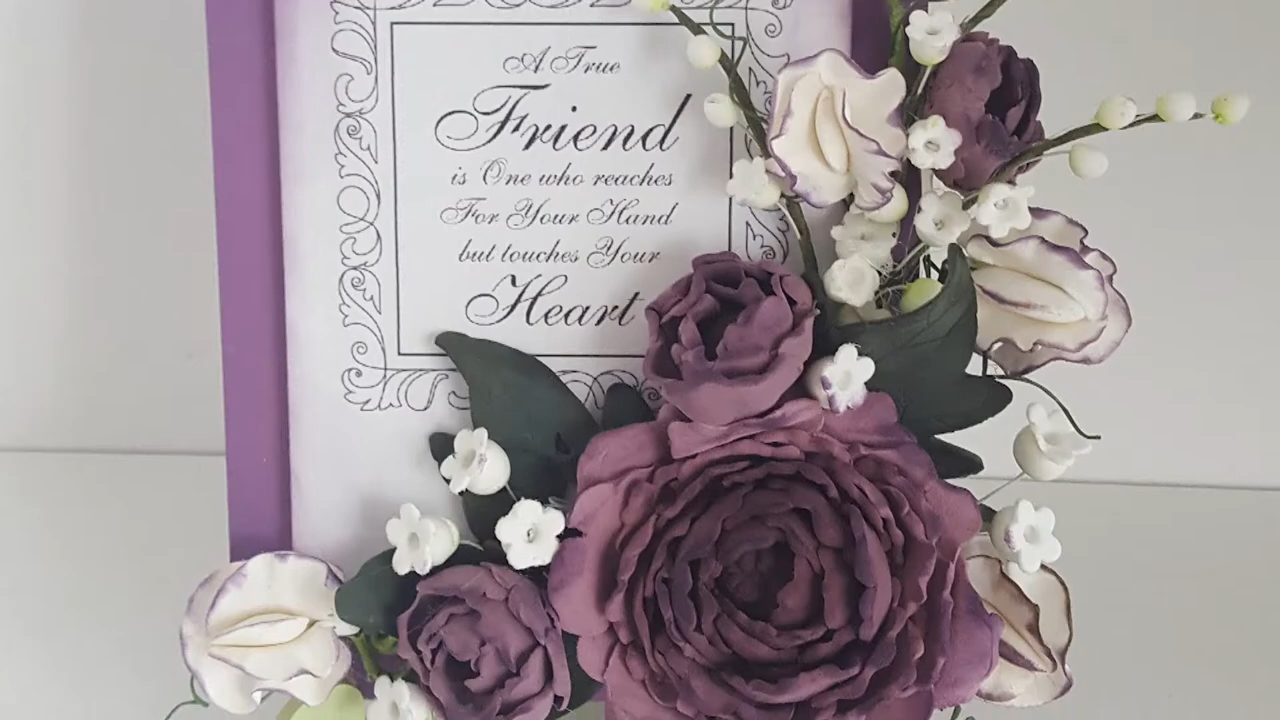 A True
Friend
is One who reaches
For Your Hand
but touches Your
Heart